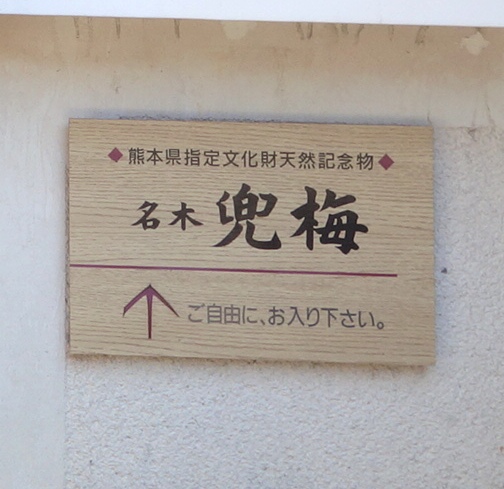 ◆熊本県指定文化財天然記念物◆
名木 兜梅
↑ ご自由に、お入り下さい。